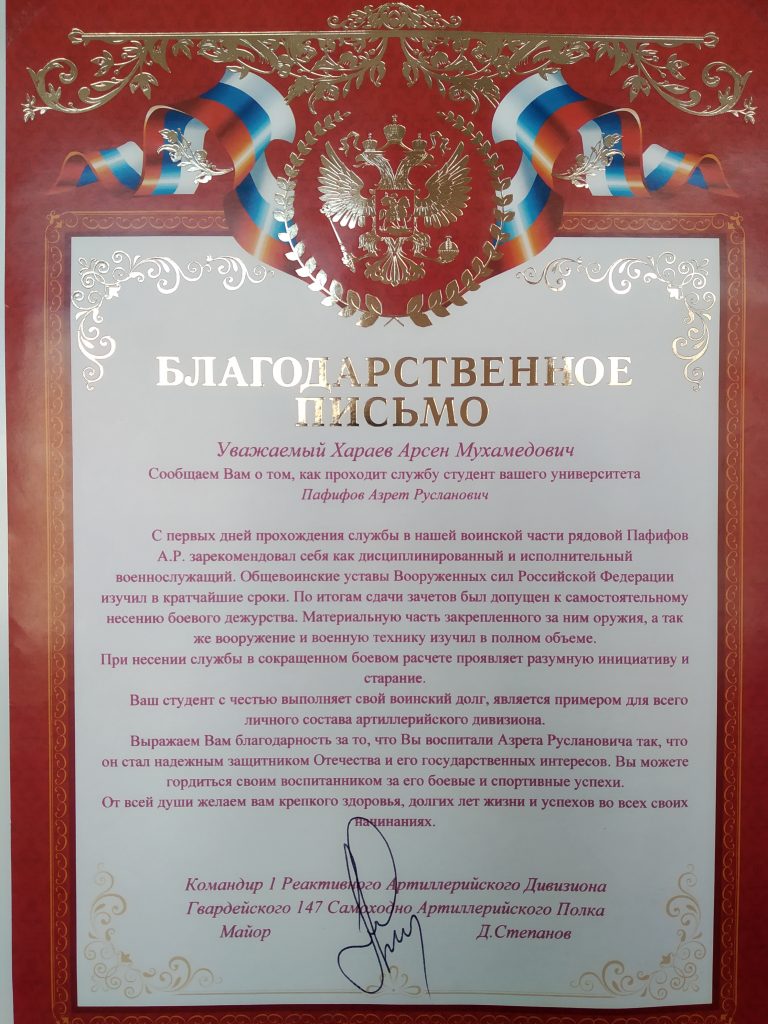 БЛАГОДАРСТВЕННОЕ
ПИСЬМО
Уважаемый Хараев Арсен Мухамедович
Сообщаем Вам о том, как проходит службу студент вашего университета
Пафифов Азрет Русланович
С первых дней прохождения службы в нашей воинской части рядовой Пафифов
А.Р. зарекомендовал себя как дисциплинированный и исполнительный
военнослужащий. Общевоинские уставы Вооруженных сил Российской Федерации
изучил в кратчайшие сроки. По итогам сдачи зачетов был допущен к самостоятельному
несению боевого дежурства. Материальную часть закрепленного за ним оружия, а так
же вооружение и военную технику изучил в полном объеме.
При несении службы в сокращенном боевом расчете проявляет разумную инициативу и
старание.
Ваш студент с честью выполняет свой воинский долг, является примером для всего
личного состава артиллерийского дивизиона.
Выражаем Вам благодарность за то, что Вы воспитали Азрета Руслановича так, что
он стал надежным защитником Отечества и его государственных интересов. Вы можете
гордиться своим воспитанником за его боевые и спортивные успехи.
От всей души желаем вам крепкого здоровья, долгих лет жизни и успехов во всех своих
начинаниях.
Командир 1 Реактивного Артиллерийского Дивизиона
Гвардейского 147 Самоходно Артиллерийского Полка
Майор Д.Степанов